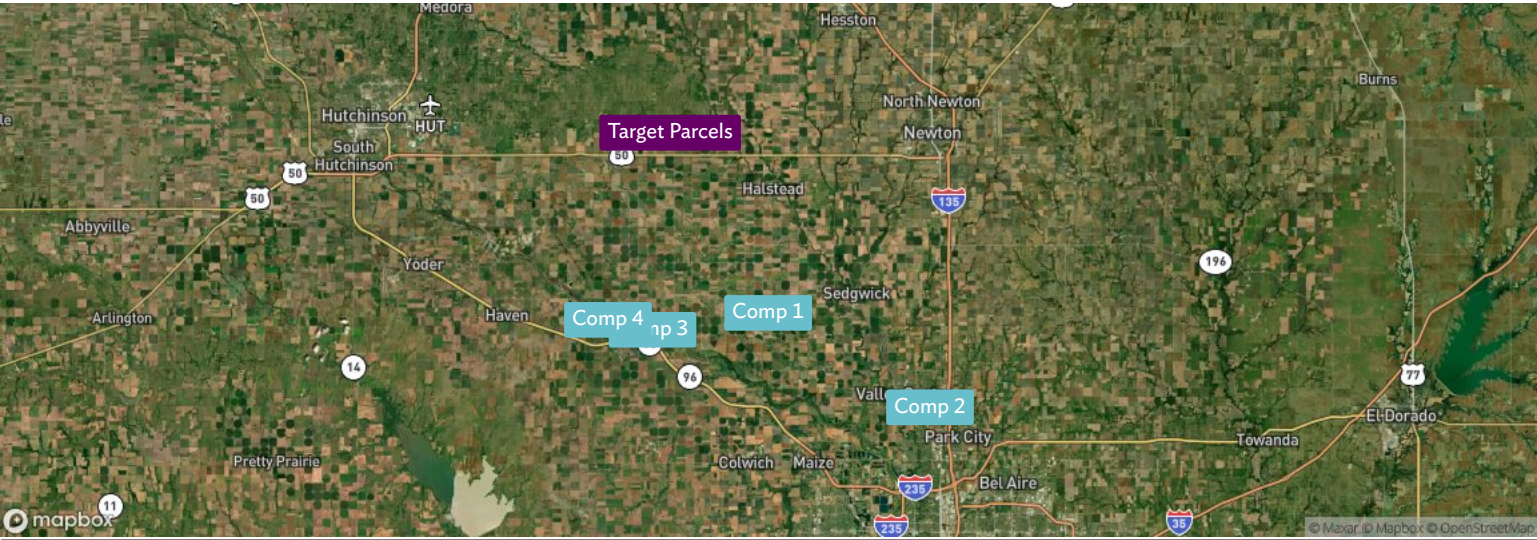 Medora
Hesston
Burns
North Newton
Hutchinson
HUT
Target Parcels
Newton
50
South
Hutchinson
50
50
Halstead
135
Abbyville
Yoder
196
Sedgwick
Haven
Arlington
Comp 4
mp 3
Comp 1
14
96
77
Comp 2
El Dorado
Park City
Towanda
Pretty Prairie
Colwich
Maize
Bel Aire
235
11
mapbox
235
35
© Maxar © Mapbox © OpenStreetMap